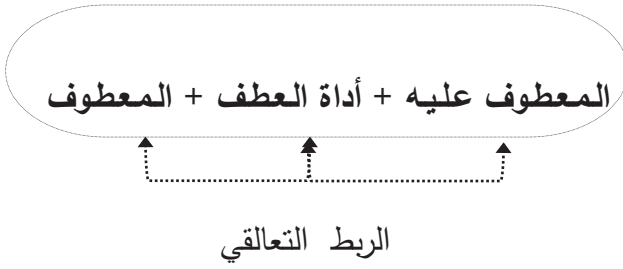 المعطوف عليه + أداة العطف + المعطوف
الربط التعالقي